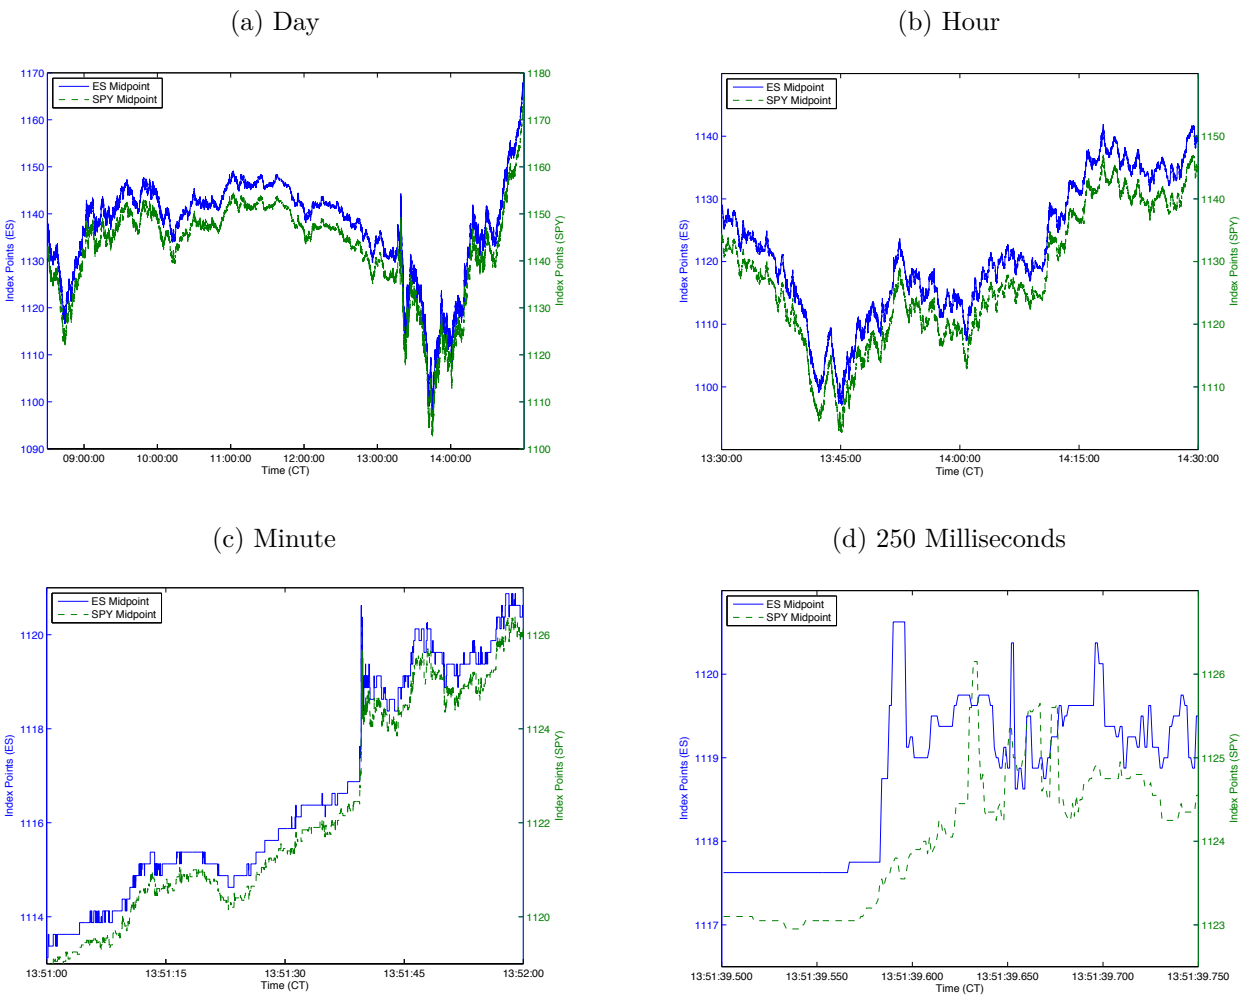 (a) Day
(b) Hour
1170
1160
1150
1140
1130
1120
1110
1100
1090
Index Points (ES)
ES Midpoint
SPY Midpoint
1180
1170
1160
1150
1140
1130
1120
1110
1100
Index Points (SPY)
09:00:00 10:00:00 11:00:00 12:00:00 13:00:00 14:00:00
Time (CT)
1140
1130
1120
1110
1100
Index Points (ES)
ES Midpoint
SPY Midpoint
1150
1140
1130
1120
1110
Index Points (SPY)
13:30:00 13:45:00 14:00:00 14:15:00 14:30:00
Time (CT)
(c) Minute
(d) 250 Milliseconds
1120
1118
1116
1114
Index Points (ES)
ES Midpoint
SPY Midpoint
1126
1124
1122
1120
Index Points (SPY)
13:51:00 13:51:15 13:51:30 13:51:45 13:52:00
Time (CT)
1120
1119
1118
1117
Index Points (ES)
ES Midpoint
SPY Midpoint
1126
1125
1124
1123
Index Points (SPY)
13:51:39.500 13:51:39.550 13:51:39.600 13:51:39.650 13:51:39.700 13:51:39.750
Time (CT)